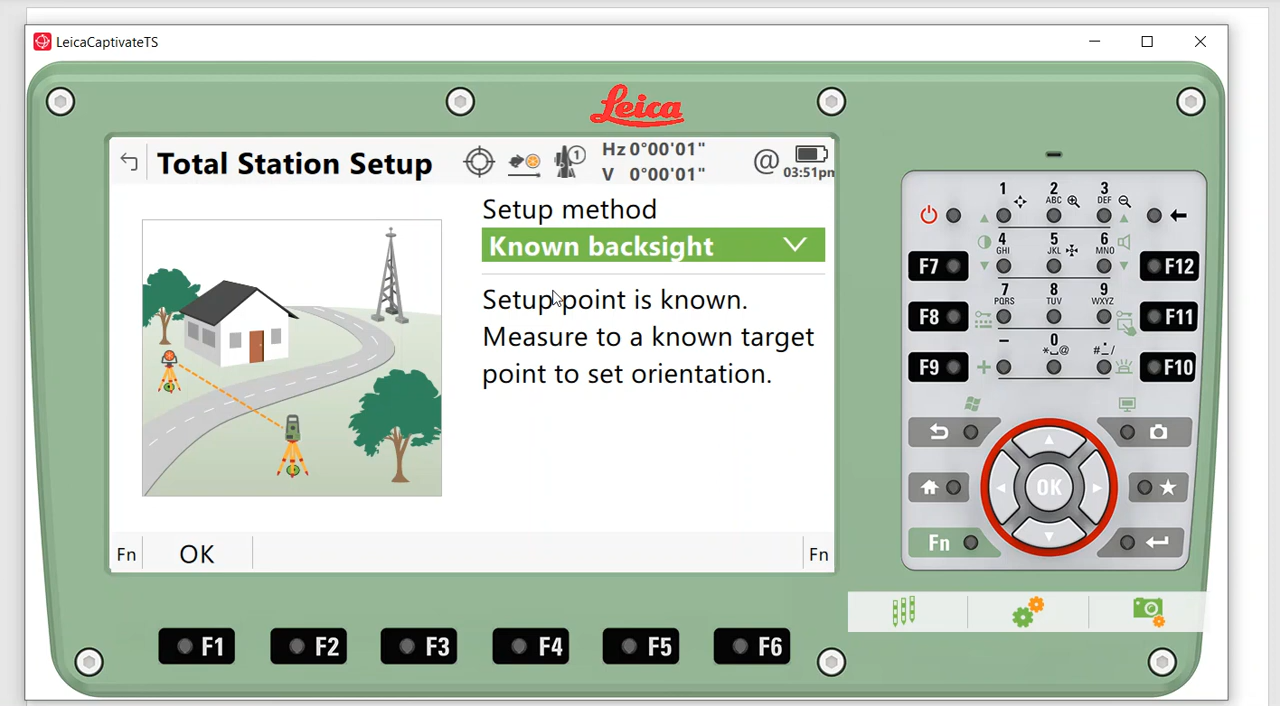 LeicaCaptivateTS
Leica
Total Station Setup
1
Hz 0°00'01"
V 0°00'01"
@
03:51pm
Setup method
Known backsight
Setup point is known.
Measure to a known target
point to set orientation.
Fn OK Fn
F1 F2 F3 F4 F5 F6
1 2 3
ABC DEF
4 5 6
GHI JKL MNO
7 8 9
PQRS TUV WXYZ
- 0
*⎵@ #./
F7 F12
F8 F11
F9 F10
OK
Fn